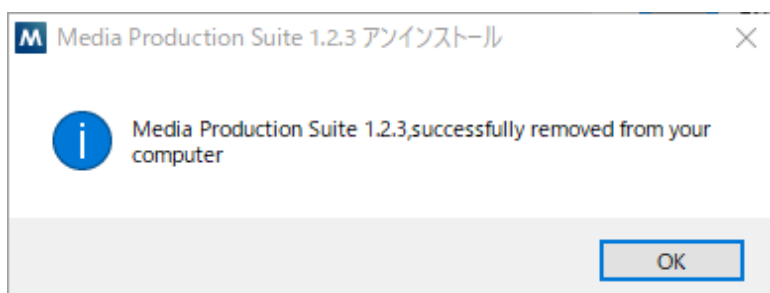 M Media Production Suite 1.2.3 アンインストール
Media Production Suite 1.2.3,successfully removed from your
computer
OK